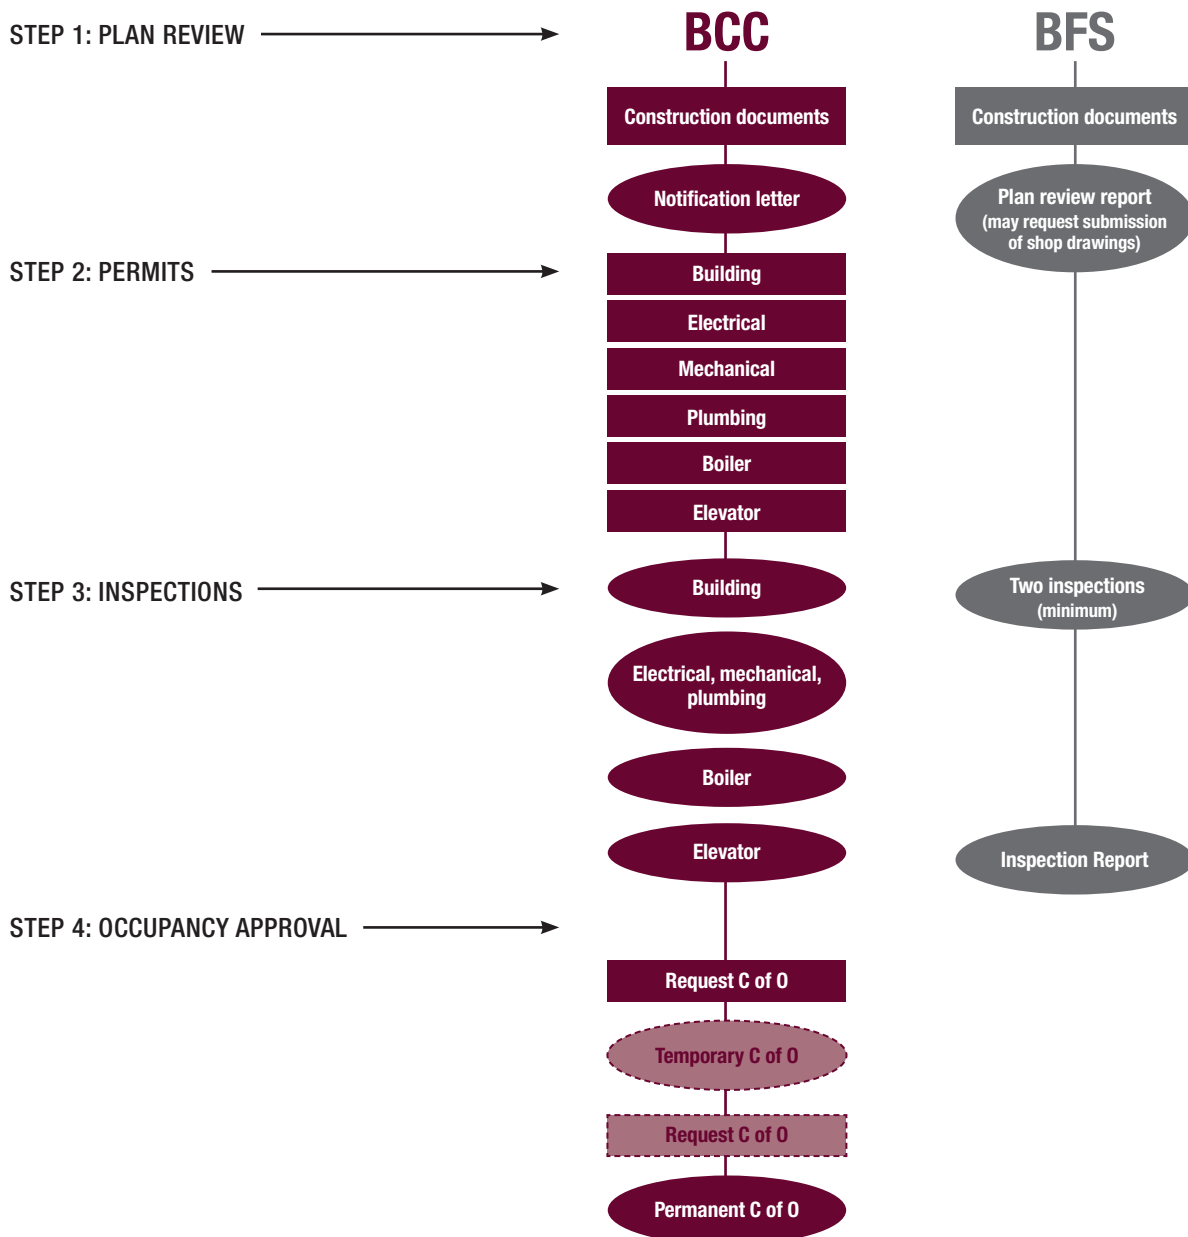 STEP 1: PLAN REVIEW
BCC
BFS
Construction documents
Construction documents
Notification letter
Plan review report
(may request submission
of shop drawings)
STEP 2: PERMITS
Building
Electrical
Mechanical
Plumbing
Boiler
Elevator
STEP 3: INSPECTIONS
Building
Two inspections
(minimum)
Electrical, mechanical,
plumbing
Boiler
Elevator
Inspection Report
STEP 4: OCCUPANCY APPROVAL
Request C of O
Temporary C of O
Request C of O
Permanent C of O